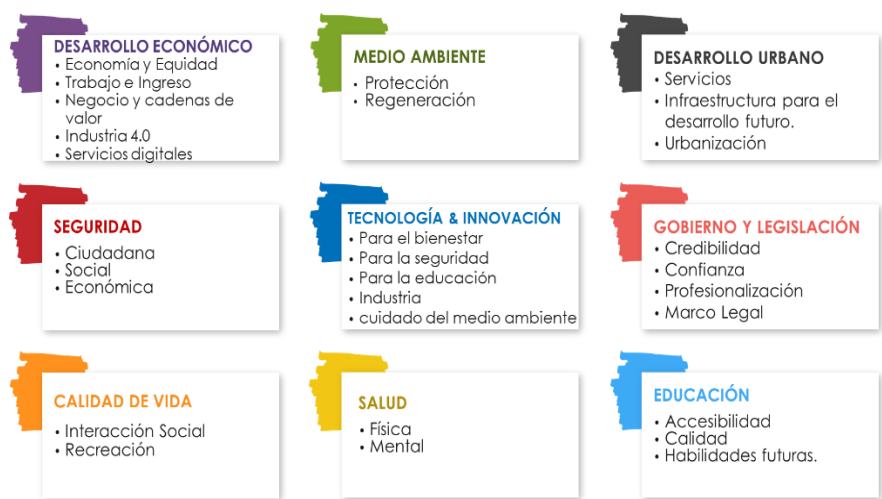 DESARROLLO ECONÓMICO
• Economía y Equidad
• Trabajo e Ingreso
• Negocio y cadenas de
valor
• Industria 4.0
• Servicios digitales
MEDIO AMBIENTE
• Protección
• Regeneración
DESARROLLO URBANO
• Servicios
• Infraestructura para el
desarrollo futuro.
• Urbanización
SEGURIDAD
• Ciudadana
• Social
• Económica
TECNOLOGÍA & INNOVACIÓN
• Para el bienestar
• Para la seguridad
• Para la educación
• Industria
• cuidado del medio ambiente
GOBIERNO Y LEGISLACIÓN
• Credibilidad
• Confianza
• Profesionalización
• Marco Legal
CALIDAD DE VIDA
• Interacción Social
• Recreación
SALUD
• Física
• Mental
EDUCACIÓN
• Accesibilidad
• Calidad
• Habilidades futuras.